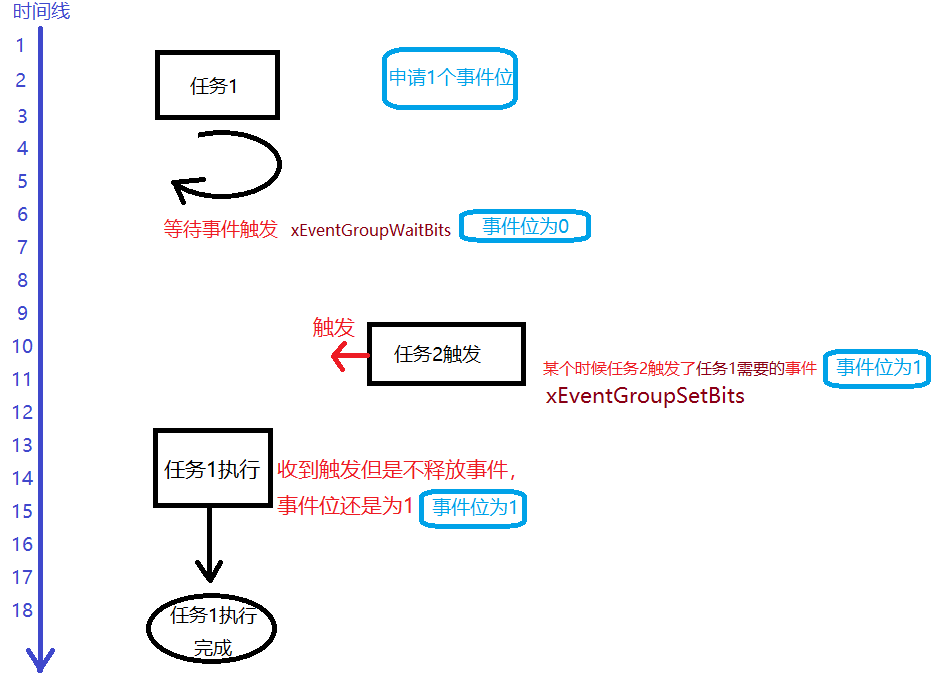 时间线
1
任务1
申请1个事件位
2
3
4
5
6
等待事件触发 xEventGroupWaitBits 事件位为0
7
8
9
触发
10
任务2触发
某个时候任务2触发了任务1需要的事件 事件位为1
11
xEventGroupSetBits
12
13
任务1执行
收到触发但是不释放事件，
14
事件位还是为1 事件位为1
15
16
17
18
任务1执行
完成